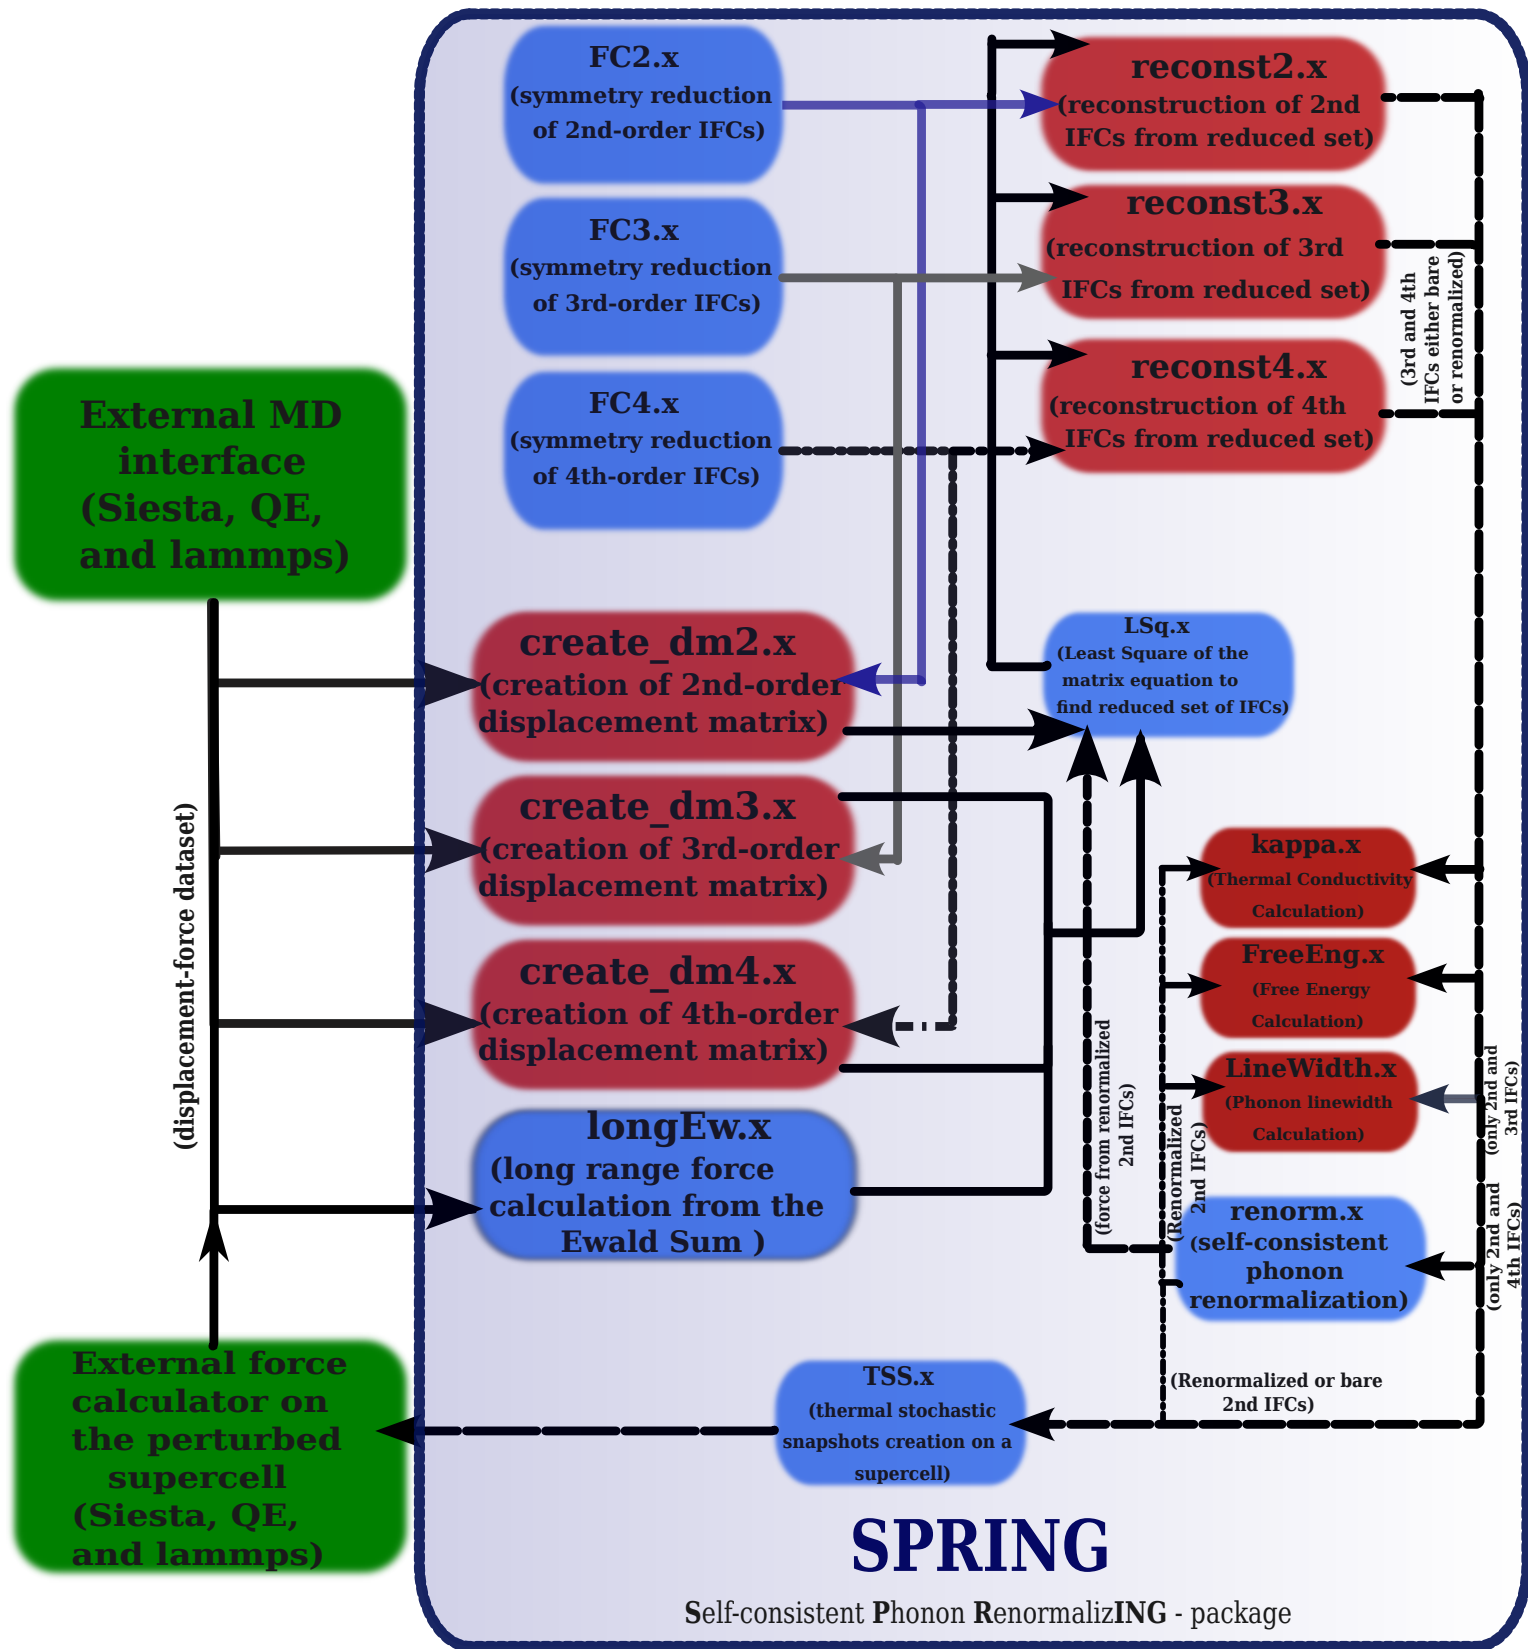 FC2.x
(symmetry reduction
of 2nd-order IFCs)
reconst2.x
(reconstruction of 2nd
IFCs from reduced set)
FC3.x
(symmetry reduction
of 3rd-order IFCs)
reconst3.x
(reconstruction of 3rd
IFCs from reduced set)
FC4.x
(symmetry reduction
of 4th-order IFCs)
reconst4.x
(reconstruction of 4th
IFCs from reduced set)
(3rd and 4th
IFCs either bare
or renormalized)
External MD
interface
(Siesta, QE,
and lammps)
create_dm2.x
(creation of 2nd-order
displacement matrix)
LSq.x
(Least Square of the
matrix equation to
find reduced set of IFCs)
create_dm3.x
(creation of 3rd-order
displacement matrix)
(displacement-force dataset)
create_dm4.x
(creation of 4th-order
displacement matrix)
kappa.x
(Thermal Conductivity
Calculation)
FreeEng.x
(Free Energy
Calculation)
LineWidth.x
(Phonon linewidth
Calculation)
(only 2nd and
3rd IFCs)
(force from renormalized
2nd IFCs)
(Renormalized
2nd IFCs)
longEw.x
(long range force
calculation from the
Ewald Sum )
renorm.x
(self-consistent
phonon
renormalization)
(only 2nd and
4th IFCs)
External force
calculator on
the perturbed
supercell
(Siesta, QE,
and lammps)
TSS.x
(thermal stochastic
snapshots creation on a
supercell)
(Renormalized or bare
2nd IFCs)
SPRING
Self-consistent Phonon RenormalizING - package